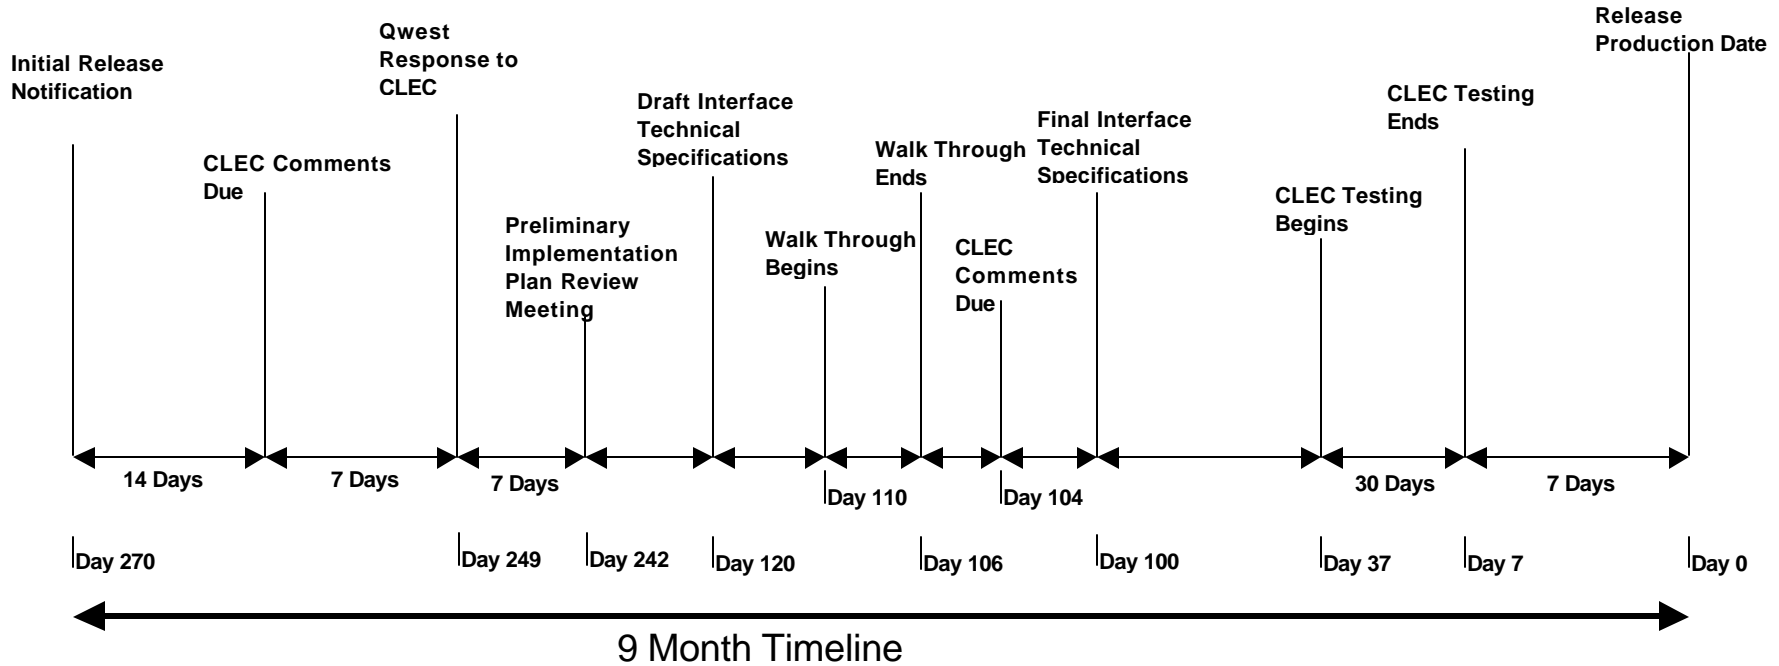 Initial Release
Notification
CLEC Comments
Due
Qwest
Response to
CLEC
Preliminary
Implementation
Plan Review
Meeting
Draft Interface
Technical
Specifications
Walk Through
Begins
Walk Through
Ends
CLEC
Comments
Due
Final Interface
Technical
Specifications
CLEC Testing
Begins
CLEC Testing
Ends
Release
Production Date
14 Days
7 Days
7 Days
30 Days
7 Days
Day 110
Day 104
Day 270
Day 249
Day 242
Day 120
Day 106
Day 100
Day 37
Day 7
Day 0
9 Month Timeline